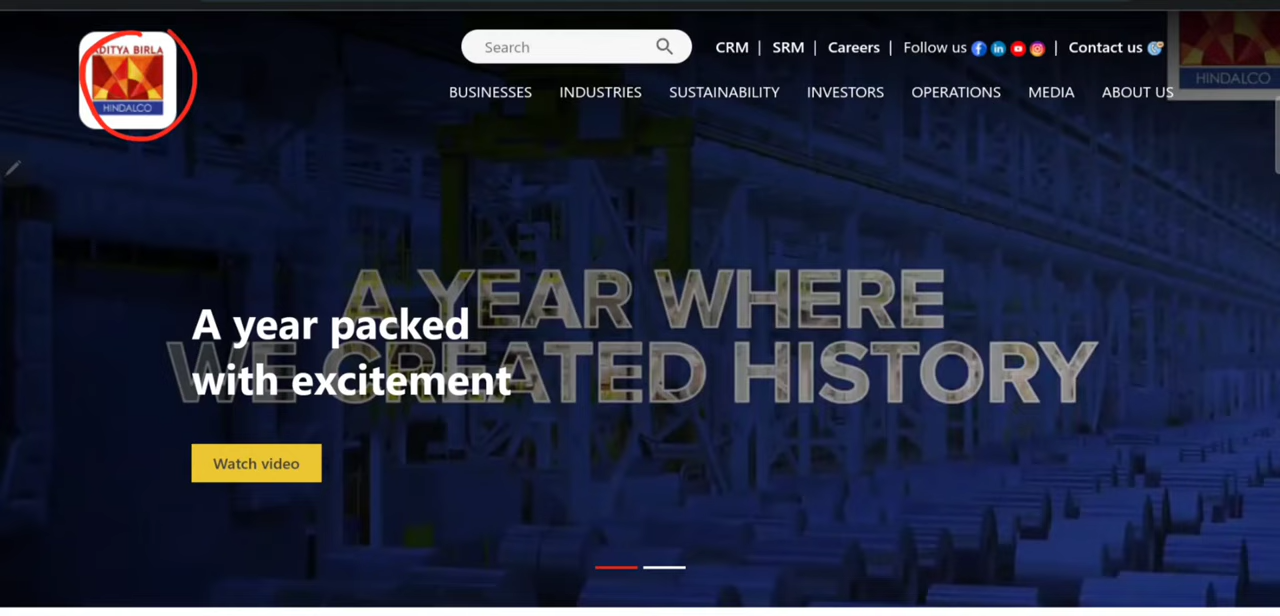 ADITYA BIRLA
HINDALCO
Search
CRM | SRM | Careers | Follow us | Contact us
HINDALCO
BUSINESSES INDUSTRIES SUSTAINABILITY INVESTORS OPERATIONS MEDIA ABOUT US
A YEAR WHERE
WE CREATED HISTORY
A year packed
with excitement
Watch video